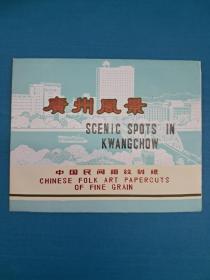 廣州風景
SCENIC SPOTS IN
KWANGCHOW
中国民间细纹刻纸
CHINESE FOLK ART PAPERCUTS
OF FINE GRAIN